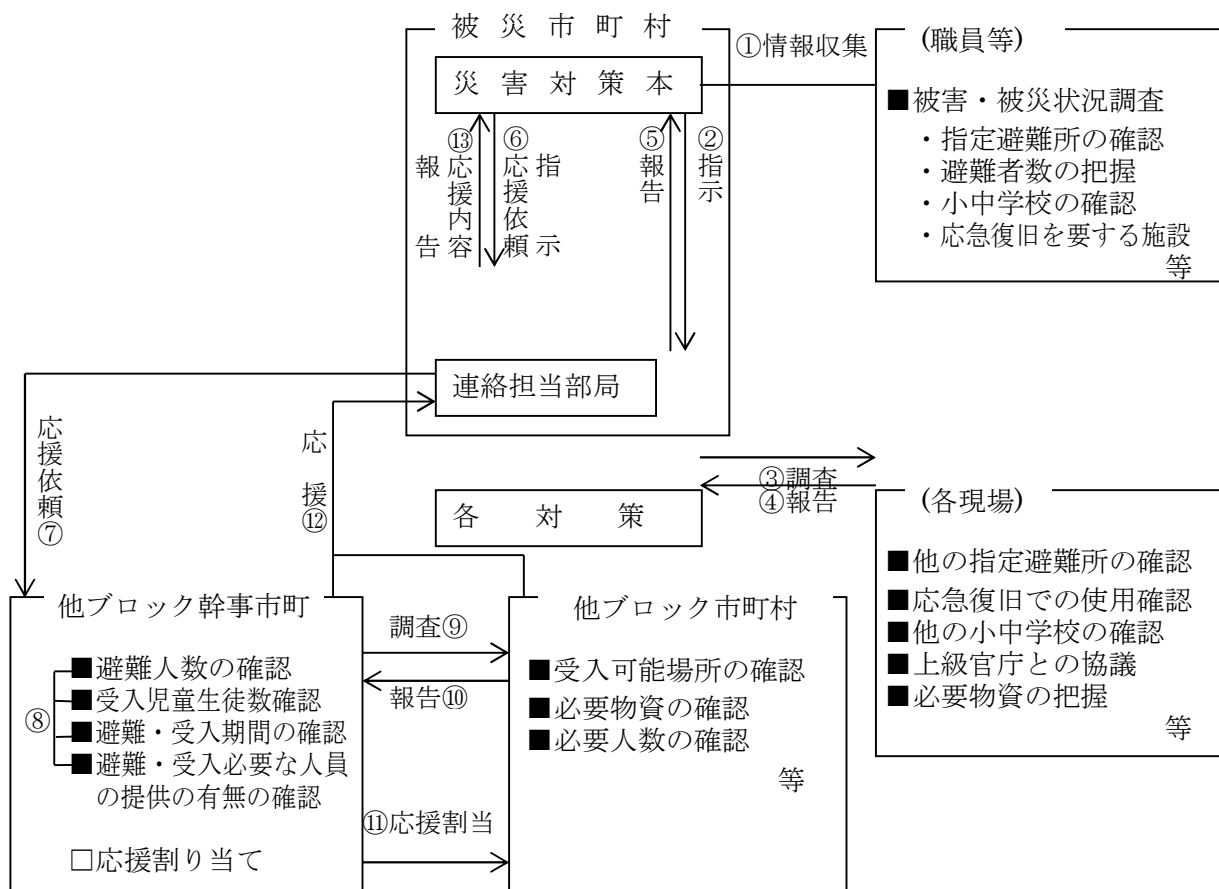 被災市町村
災害対策本
①情報収集
(職員等)
■被害・被災状況調査
・指定避難所の確認
・避難者数の把握
・小中学校の確認
・応急復旧を要する施設
等
⑬応援内容
報告
⑥応援依頼
指示
⑤報告
②指示
連絡担当部局
応援依頼⑦
応援⑫
③調査
④報告
各対策
(各現場)
■他の指定避難所の確認
■応急復旧での使用確認
■他の小中学校の確認
■上級官庁との協議
■必要物資の把握
等
他ブロック幹事市町
⑧
■避難人数の確認
■受入児童生徒数確認
■避難・受入期間の確認
■避難・受入必要な人員
の提供の有無の確認
□応援割り当て
調査⑨
報告⑩
⑪応援割当
他ブロック市町村
■受入可能場所の確認
■必要物資の確認
■必要人数の確認
等